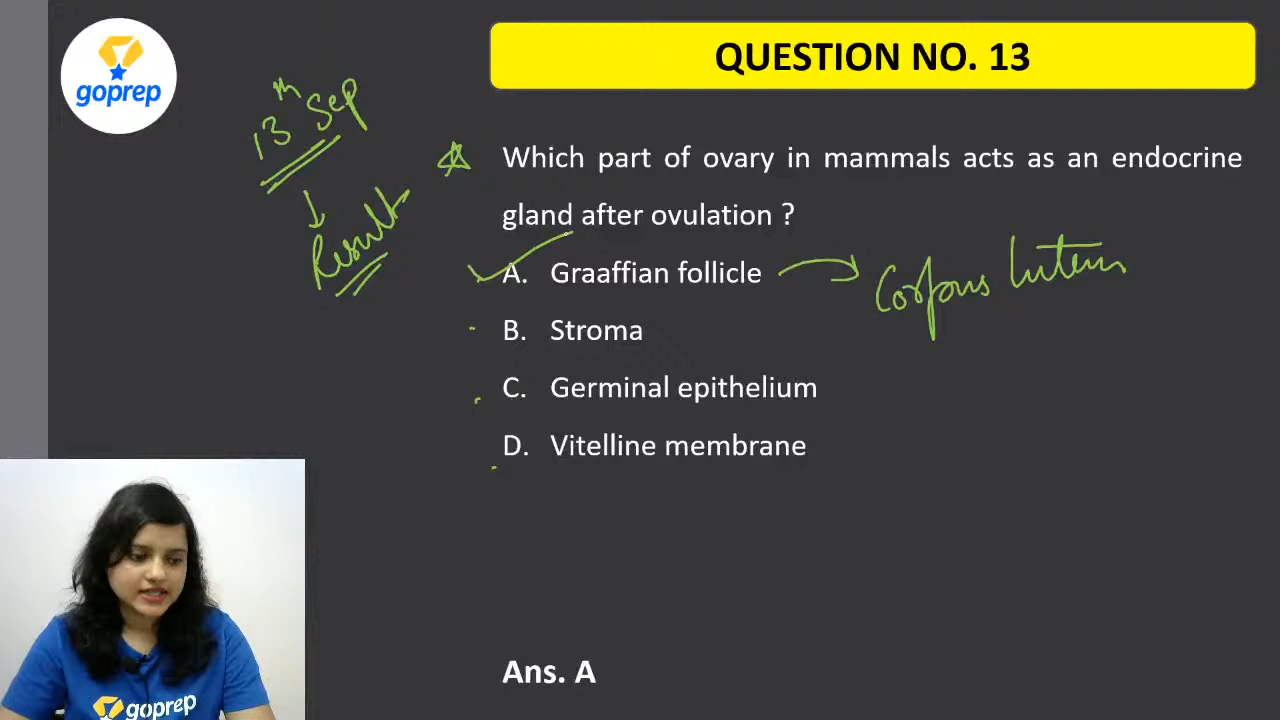 goprep
QUESTION NO. 13
13th Sep
Result
Which part of ovary in mammals acts as an endocrine
gland after ovulation ?
A. Graaffian follicle
Corpus luteum
B. Stroma
C. Germinal epithelium
D. Vitelline membrane
goprep
Ans. A